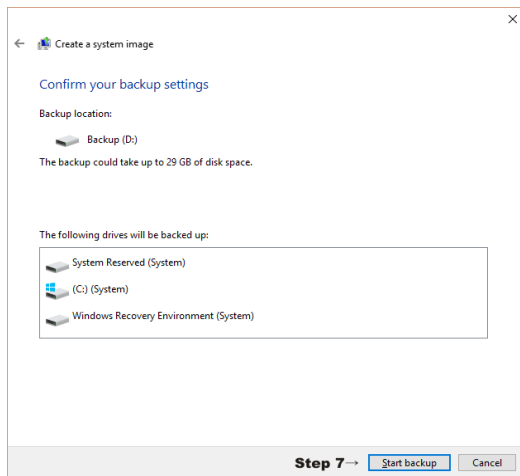 Create a system image
Confirm your backup settings
Backup location:
Backup (D:)
The backup could take up to 29 GB of disk space.
The following drives will be backed up:
System Reserved (System)
(C:) (System)
Windows Recovery Environment (System)
Step 7→ Start backup Cancel